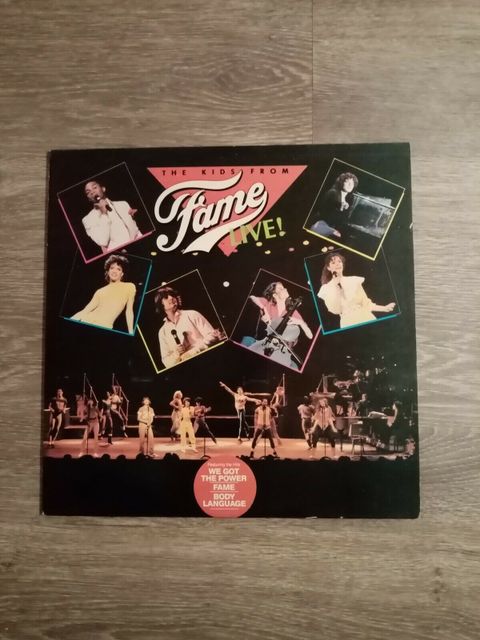 THE KIDS FROM
Fame
LIVE!
Featuring the Hits
WE GOT
THE POWER
FAME
BODY
LANGUAGE